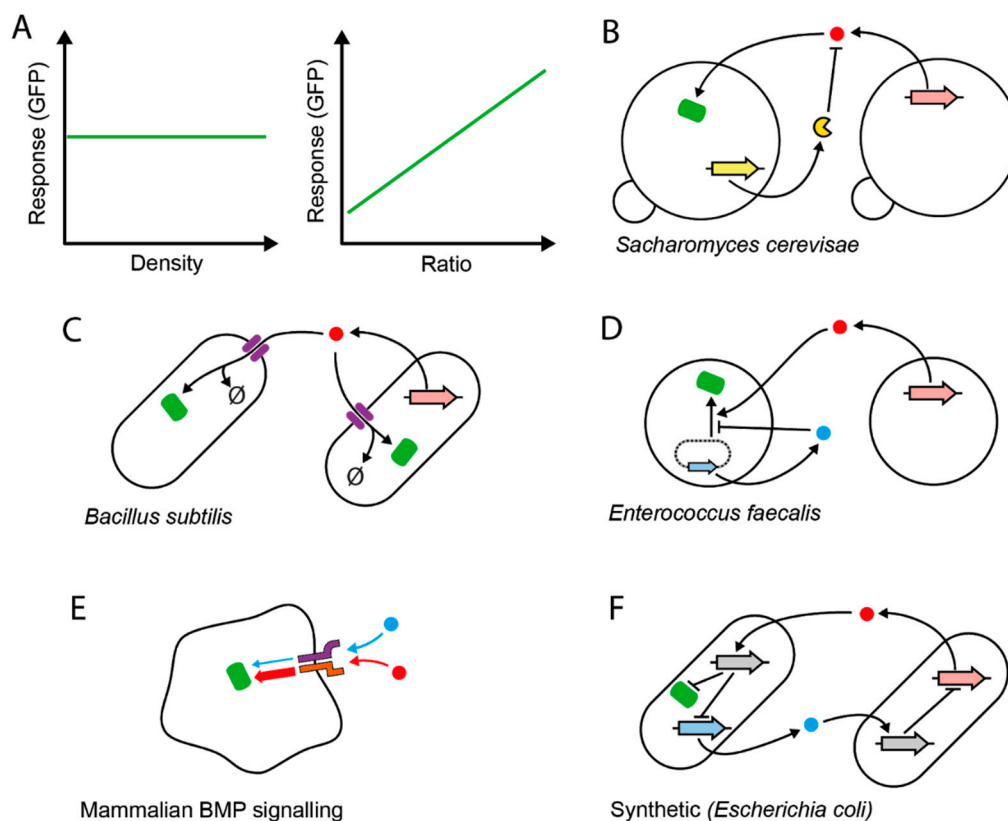 A
Response (GFP)
Density
Response (GFP)
Ratio
B
Sacharomyces cerevisae
C
Ø
Ø
Bacillus subtilis
D
Enterococcus faecalis
E
Mammalian BMP signalling
F
Synthetic (Escherichia coli)